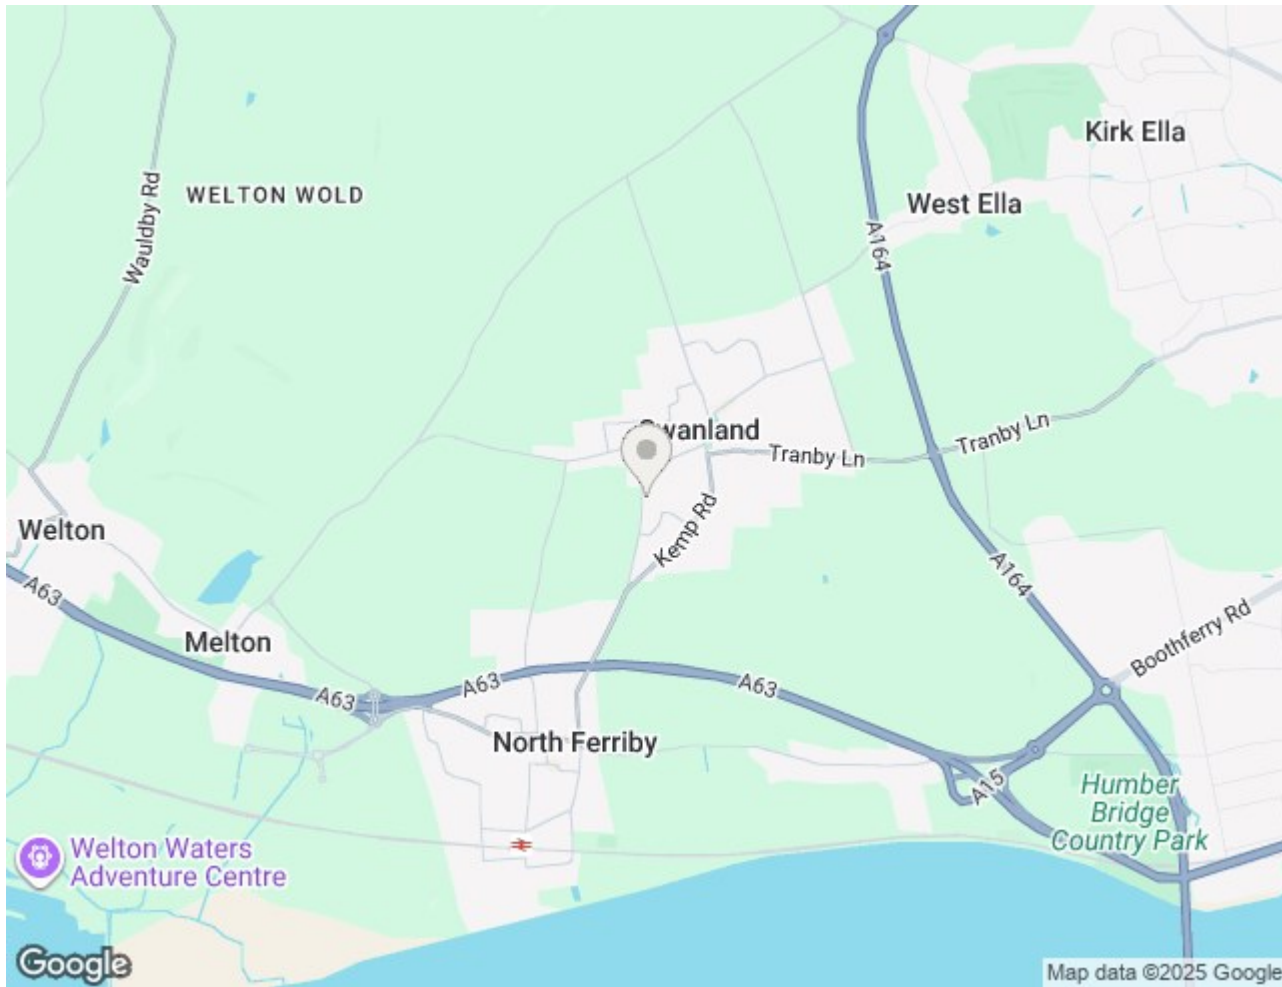 Kirk Ella
WELTON WOLD
Wauldby Rd
West Ella
A164
Swanland
Tranby Ln
Tranby Ln
Kemp Rd
Welton
A63
A164
Boothferry Rd
Melton
A63
A63
A63
North Ferriby
A15
Humber
Bridge
Country Park
Welton Waters
Adventure Centre
Google
Map data ©2025 Google